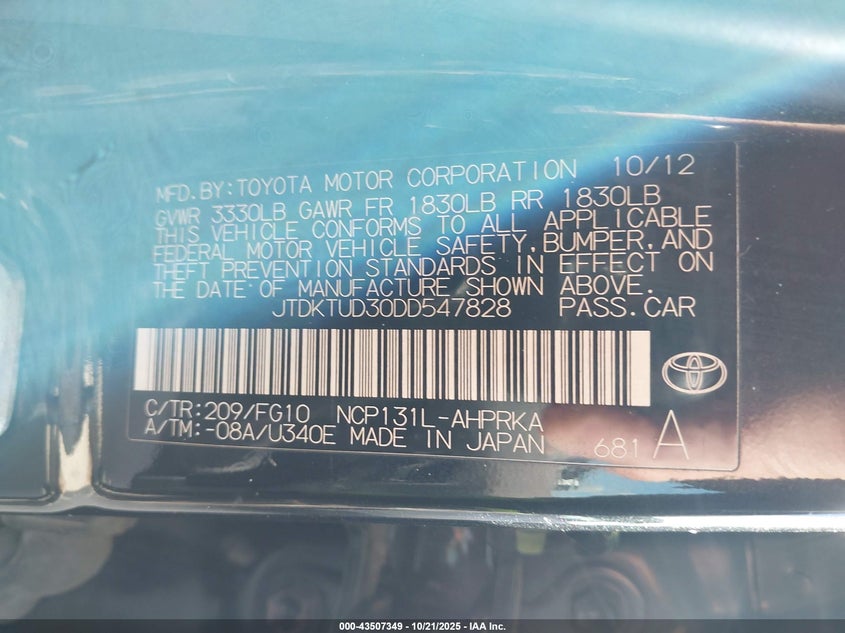 MFD.BY:TOYOTA MOTOR CORPORATION 10/12
GVWR 3330LB GAWR FR 1830LB RR 1830LB
THIS VEHICLE CONFORMS TO ALL APPLICABLE
FEDERAL MOTOR VEHICLE SAFETY, BUMPER, AND
THEFT PREVENTION STANDARDS IN EFFECT ON
THE DATE OF MANUFACTURE SHOWN ABOVE.
JTDKTUD30DD547828 PASS.CAR
C/TR:209/FG10 NCP131L-AHPRKA
A/TM:-08A/U340E MADE IN JAPAN 681 A
000-43507349 - 10/21/2025 - IAA Inc.